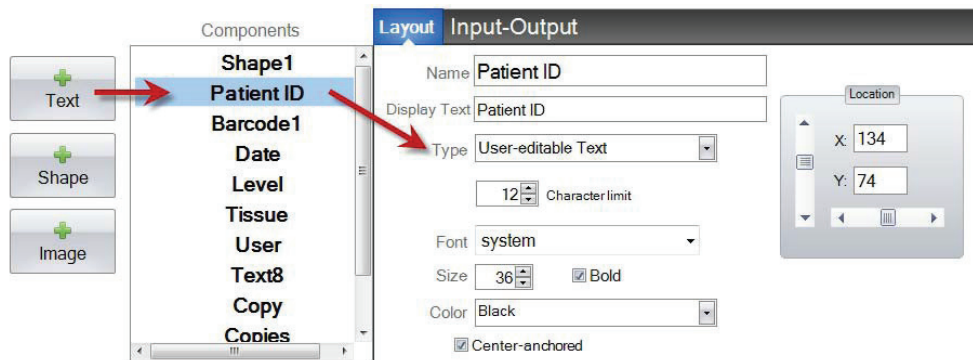 Components
Layout Input-Output
Text
Shape
Image
Shape1
Patient ID
Barcode1
Date
Level
Tissue
User
Text8
Copy
Copies
Name Patient ID
Display Text Patient ID
Type User-editable Text
12 Character limit
Font system
Size 36 Bold
Color Black
Center-anchored
Location
X: 134
Y: 74